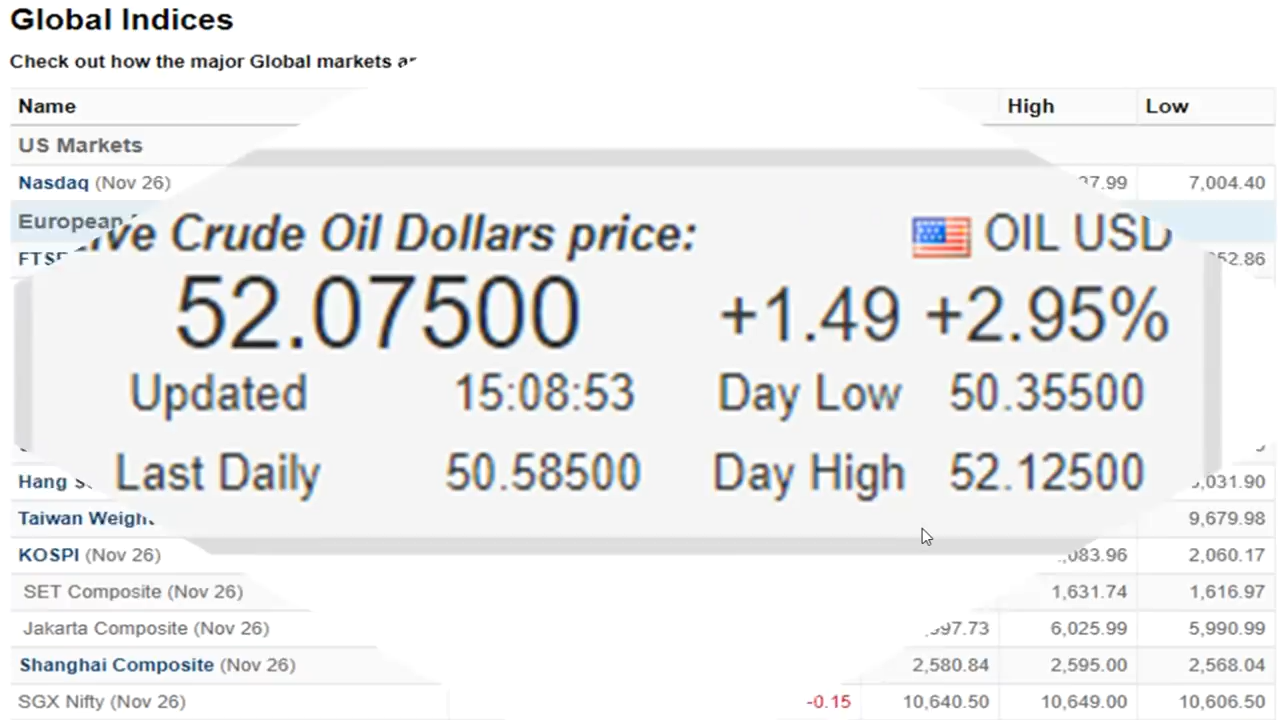 Global Indices
Check out how the major Global markets
Name High Low
US Markets
Nasdaq (Nov 26) 7,004.40
European
Crude Oil Dollars price: OIL USD
52.07500 +1.49 +2.95%
Updated 15:08:53 Day Low 50.35500
Last Daily 50.58500 Day High 52.12500
Hang
Taiwan 9,679.98
KOSPI (Nov 26) 2,060.17
SET Composite (Nov 26) 1,631.74 1,616.97
Jakarta Composite (Nov 26) 6,025.99 5,990.99
Shanghai Composite (Nov 26) 2,580.84 2,595.00 2,568.04
SGX Nifty (Nov 26) -0.15 10,640.50 10,649.00 10,606.50